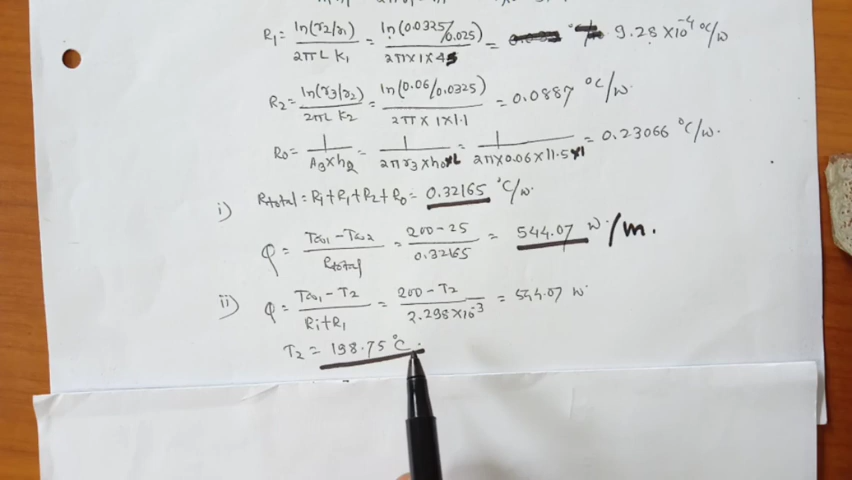 R1 = ln(r2/r1) / 2πL K1 = ln(0.0325/0.025) / 2π×1×45 = 9.28×10⁻⁴ °C/W
R2 = ln(r3/r2) / 2πL K2 = ln(0.06/0.0325) / 2π×1×1.1 = 0.0887 °C/W.
R0 = 1 / A3×h2 = 1 / 2πr3×h0×L = 1 / 2π×0.06×11.5×1 = 0.23066 °C/W.
i) Rtotal = Ri+R1+R2+R0 = 0.32165 °C/W.
φ = T∞1-T∞2 / Rtotal = 200-25 / 0.32165 = 544.07 W/m.
ii) φ = T∞1-T2 / Ri+R1 = 200-T2 / 2.298×10⁻³ = 544.07 W
T2 = 198.75°C.